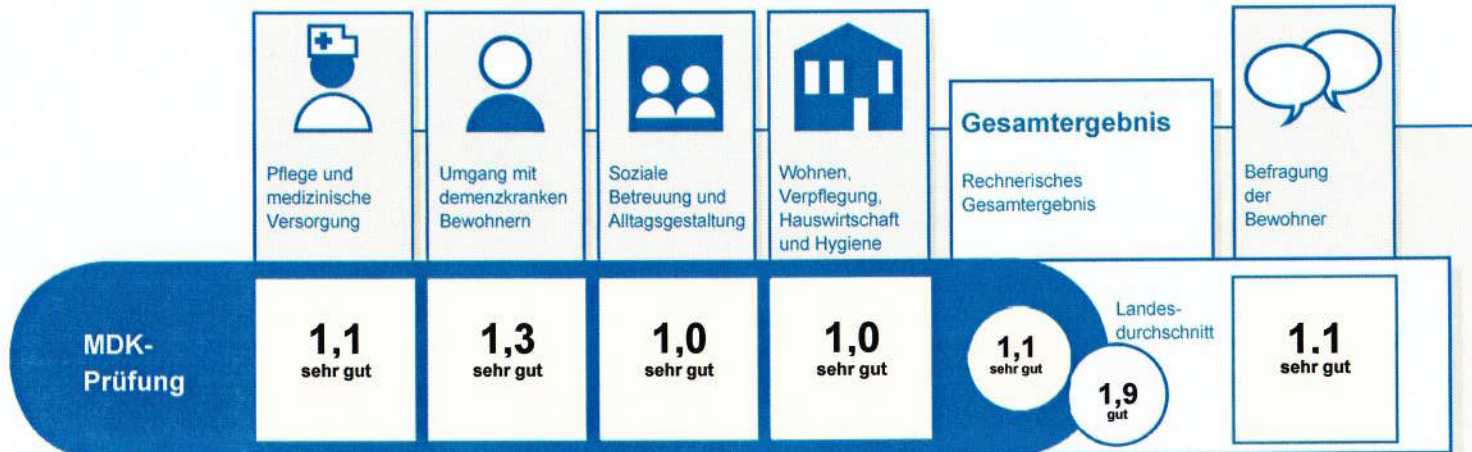 Pflege und
medizinische
Versorgung
Umgang mit
demenzkranken
Bewohnern
Soziale
Betreuung und
Alltagsgestaltung
Wohnen,
Verpflegung,
Hauswirtschaft
und Hygiene
Gesamtergebnis
Rechnerisches
Gesamtergebnis
Befragung
der
Bewohner
MDK-
Prüfung
1,1
sehr gut
1,3
sehr gut
1,0
sehr gut
1,0
sehr gut
1,1
sehr gut
Landes-
durchschnitt
1,9
gut
1.1
sehr gut